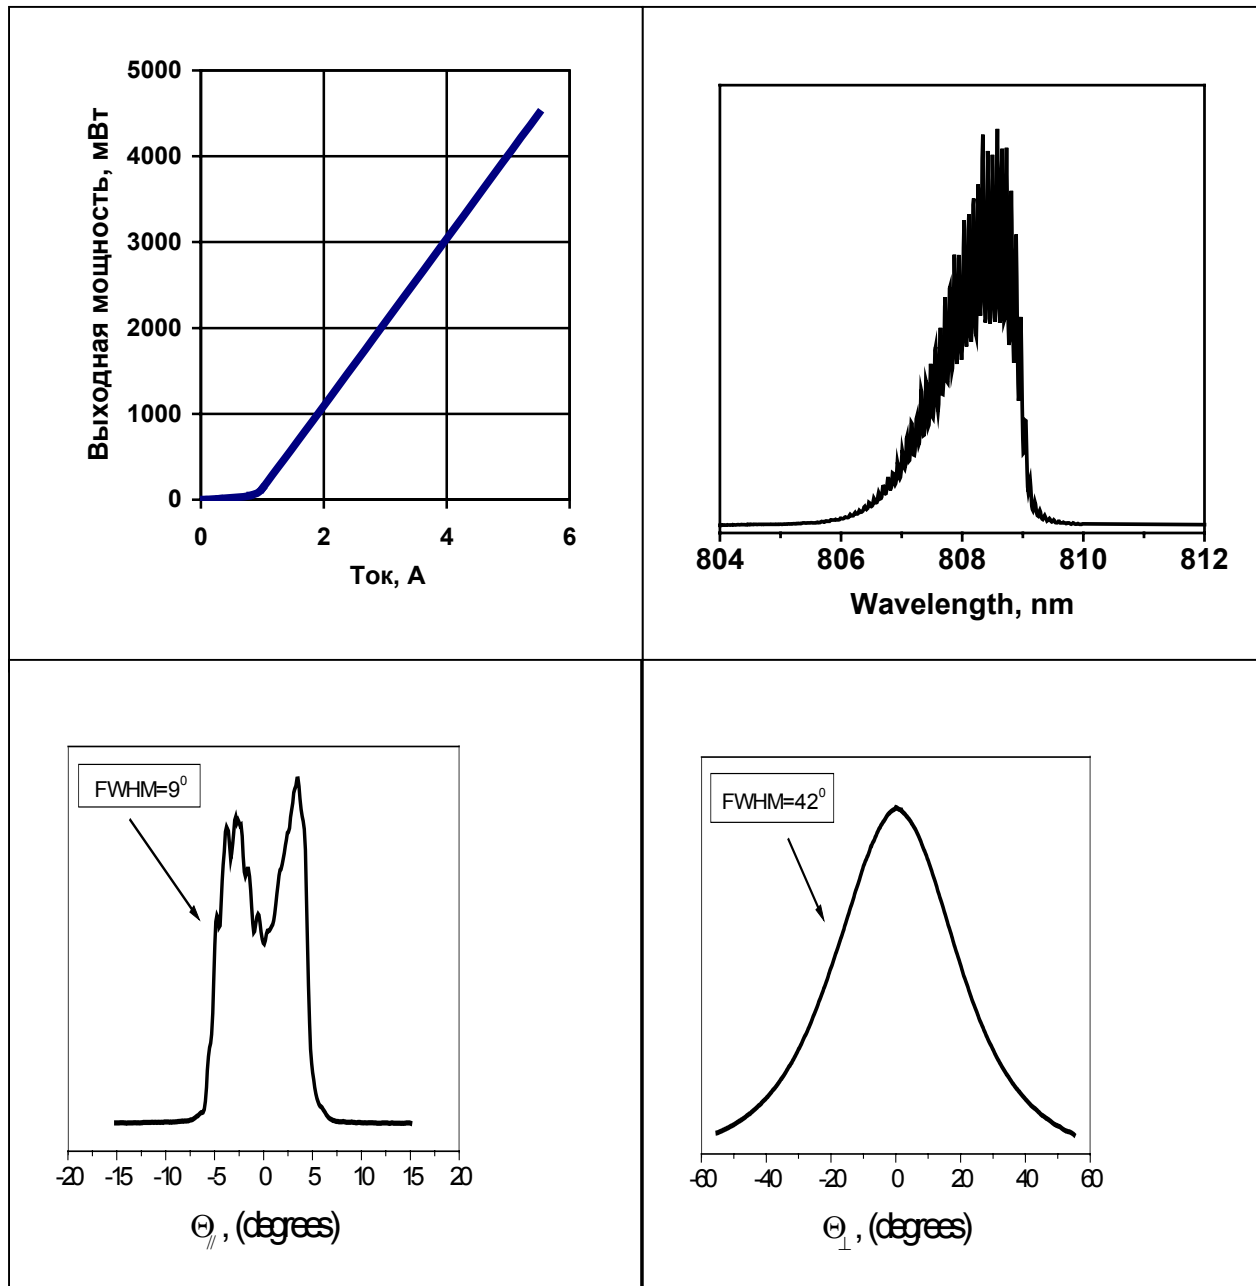 5000
4000
3000
2000
1000
0
Выходная мощность, мВт
0 2 4 6
Ток, А
804 806 808 810 812
Wavelength, nm
FWHM=9⁰
-20 -15 -10 -5 0 5 10 15 20
Θ//, (degrees)
FWHM=42⁰
-60 -40 -20 0 20 40 60
Θ⊥, (degrees)